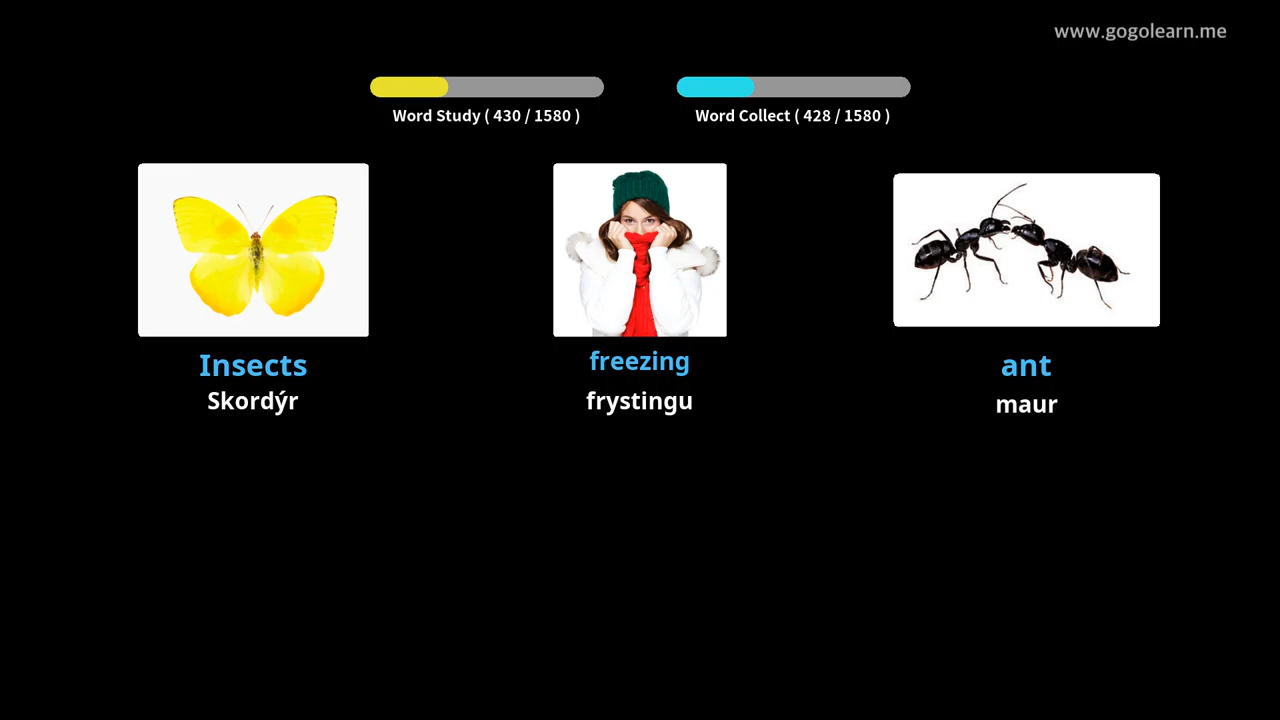 www.gogolearn.me
Word Study ( 430 / 1580 )
Word Collect ( 428 / 1580 )
Insects
Skordýr
freezing
frystingu
ant
maur